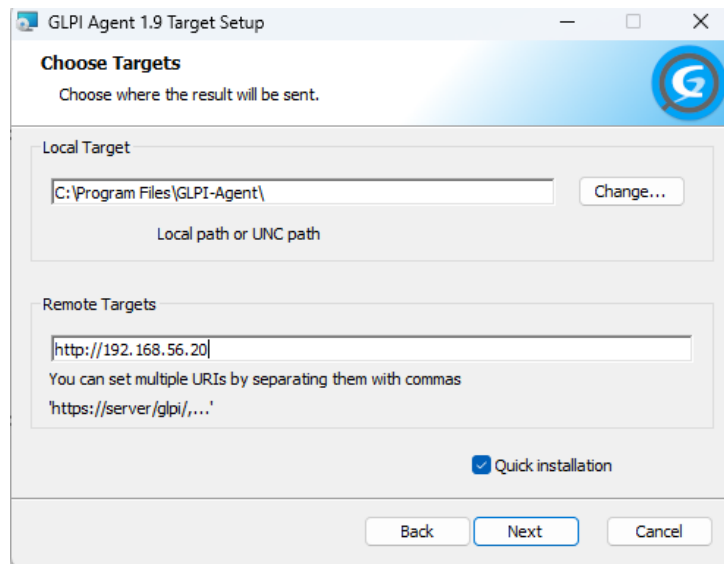 GLPI Agent 1.9 Target Setup
Choose Targets
Choose where the result will be sent.
Local Target
C:\Program Files\GLPI-Agent\
Change...
Local path or UNC path
Remote Targets
http://192.168.56.20
You can set multiple URIs by separating them with commas
'https://server/glpi/,...'
Quick installation
Back
Next
Cancel